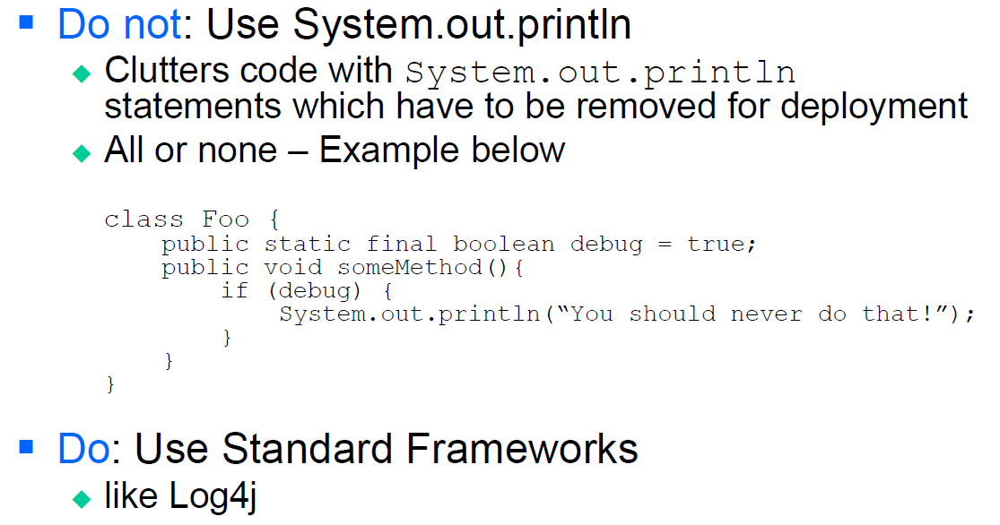 Do not: Use System.out.println
Clutters code with System.out.println
statements which have to be removed for deployment
All or none – Example below
class Foo {
public static final boolean debug = true;
public void someMethod(){
if (debug) {
System.out.println(“You should never do that!”);
}
}
}
Do: Use Standard Frameworks
like Log4j